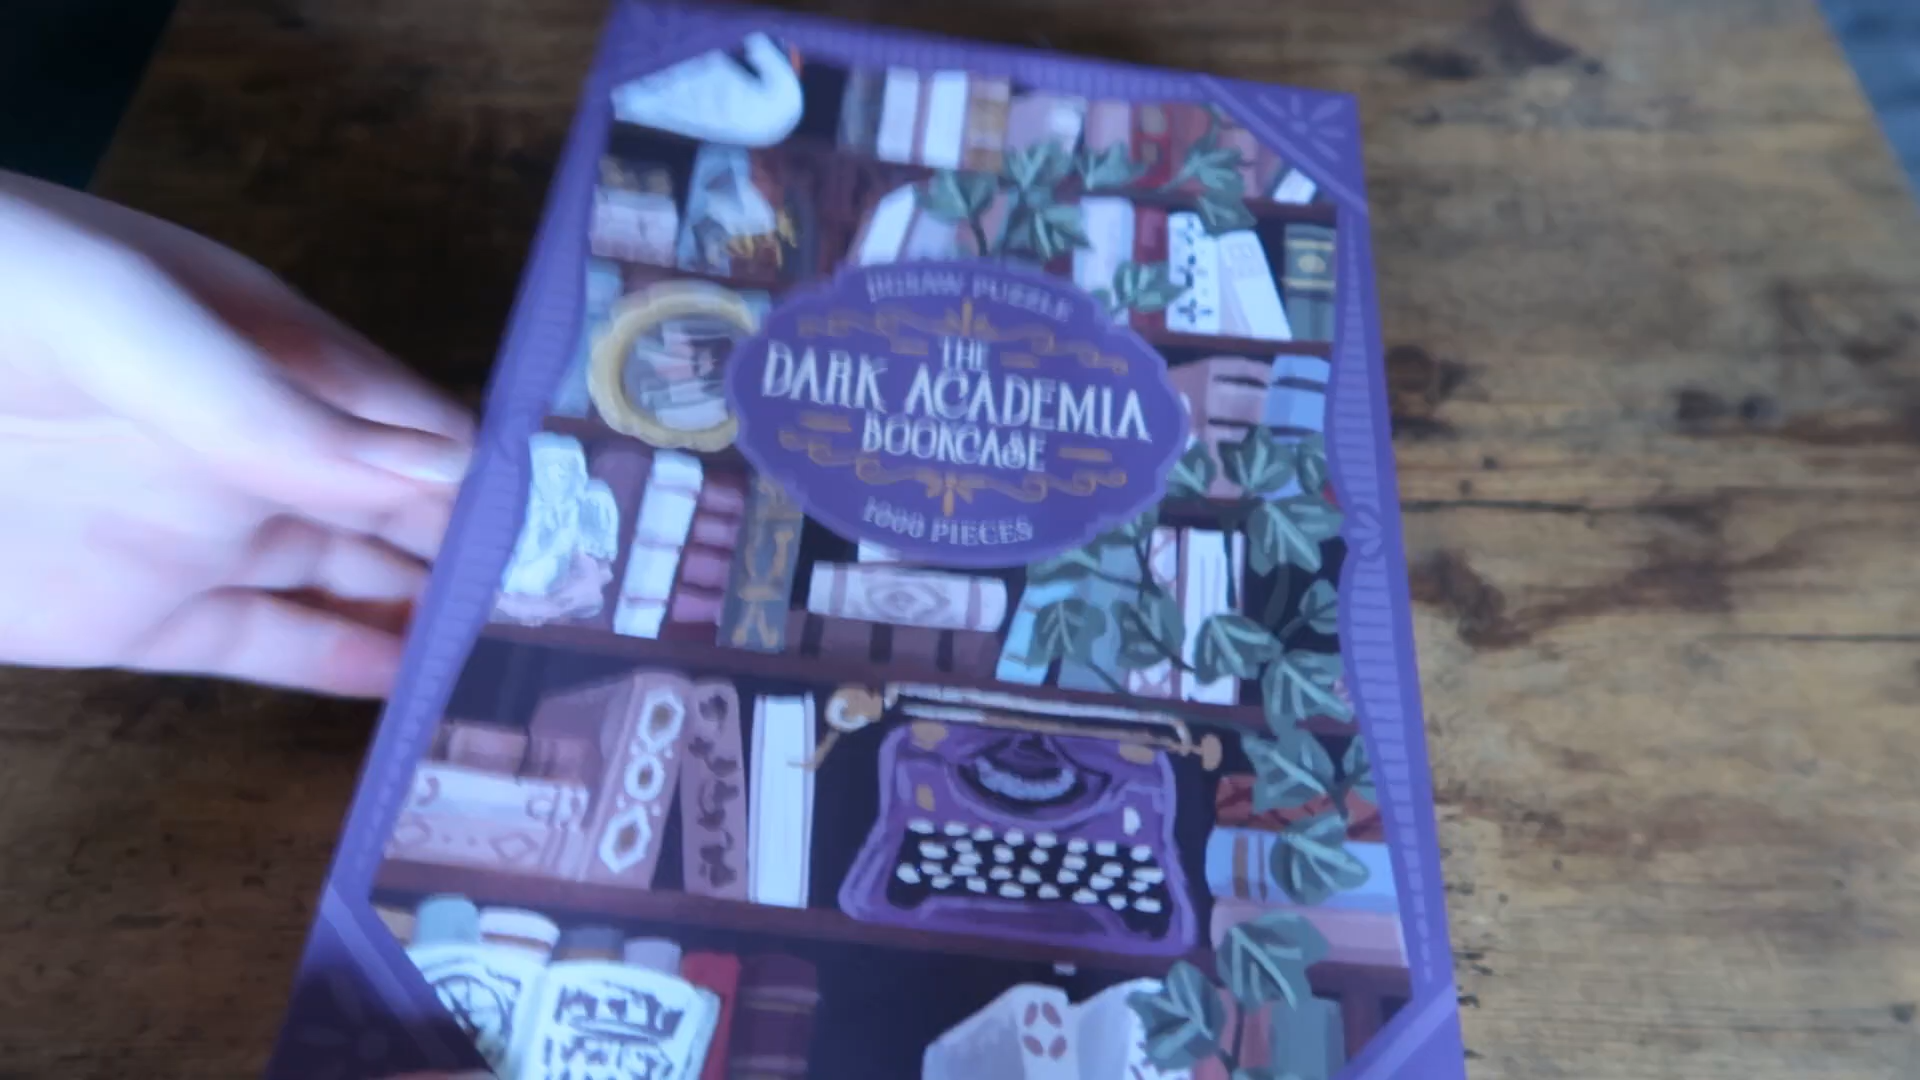 JIGSAW PUZZLE
THE
DARK ACADEMIA
BOOKCASE
1000 PIECES